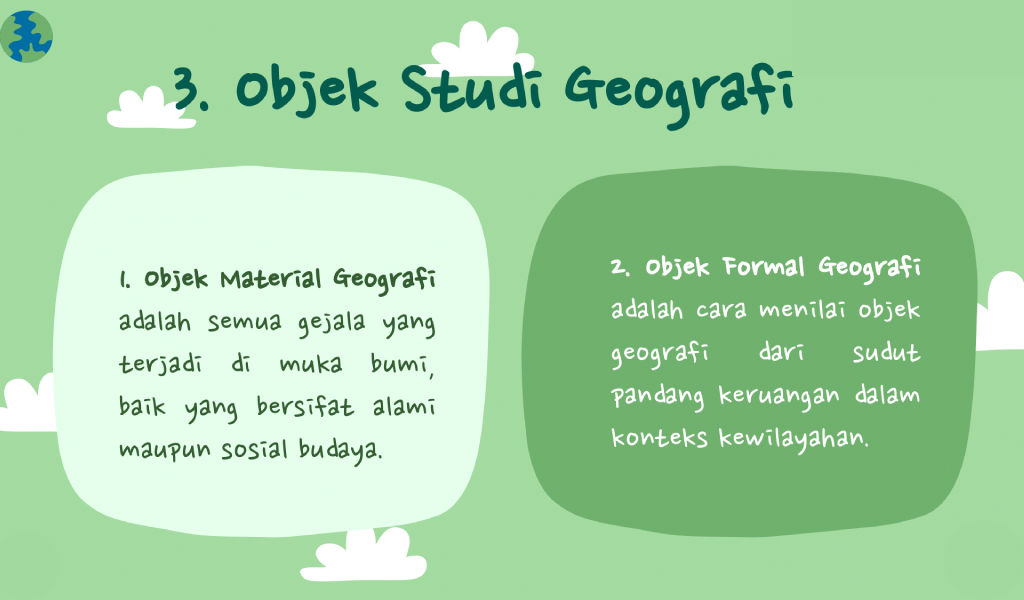 3. Objek Studi Geografi
1. Objek Material Geografi
adalah semua gejala yang
terjadi di muka bumi,
baik yang bersifat alami
maupun sosial budaya.
2. Objek Formal Geografi
adalah cara menilai objek
geografi dari sudut
pandang keruangan dalam
konteks kewilayahan.